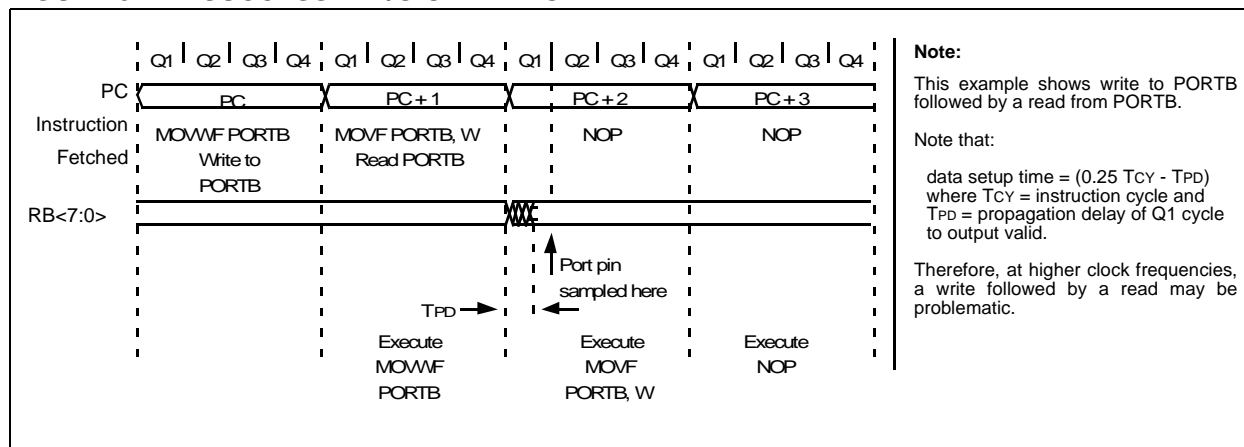 Q1 Q2 Q3 Q4 Q1 Q2 Q3 Q4 Q1 Q2 Q3 Q4 Q1 Q2 Q3 Q4
PC PC PC + 1 PC + 2 PC + 3
Instruction
Fetched
MOVWF PORTB
Write to
PORTB
MOVF PORTB, W
Read PORTB
NOP
NOP
RB<7:0>
Port pin
sampled here
TPD
Execute
MOVWF
PORTB
Execute
MOVF
PORTB, W
Execute
NOP
Note:
This example shows write to PORTB
followed by a read from PORTB.
Note that:
data setup time = (0.25 TCY - TPD)
where TCY = instruction cycle and
TPD = propagation delay of Q1 cycle
to output valid.
Therefore, at higher clock frequencies,
a write followed by a read may be
problematic.